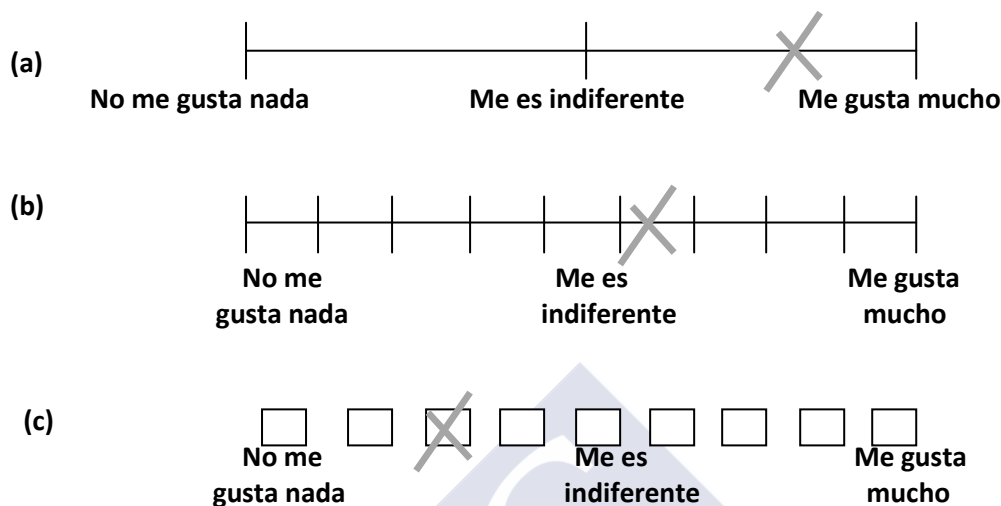 (a)
No me gusta nada Me es indiferente Me gusta mucho
(b)
No me Me es Me gusta
gusta nada indiferente mucho
(c)
No me Me es Me gusta
gusta nada indiferente mucho